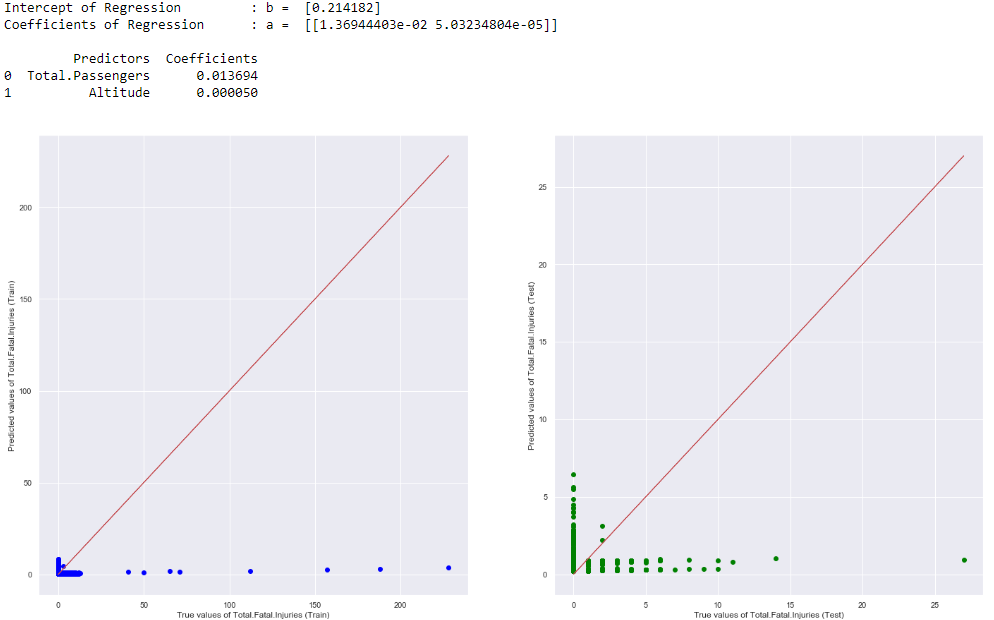 Intercept of Regression         : b =  [0.214182]
Coefficients of Regression      : a =  [[1.36944403e-02 5.03234804e-05]]
Predictors  Coefficients
0  Total.Passengers      0.013694
1          Altitude      0.000050
Predicted values of Total.Fatal.Injuries (Train)
200
150
100
50
0
0 50 100 150 200
True values of Total.Fatal.Injuries (Train)
Predicted values of Total.Fatal.Injuries (Test)
25
20
15
10
5
0
0 5 10 15 20 25
True values of Total.Fatal.Injuries (Test)